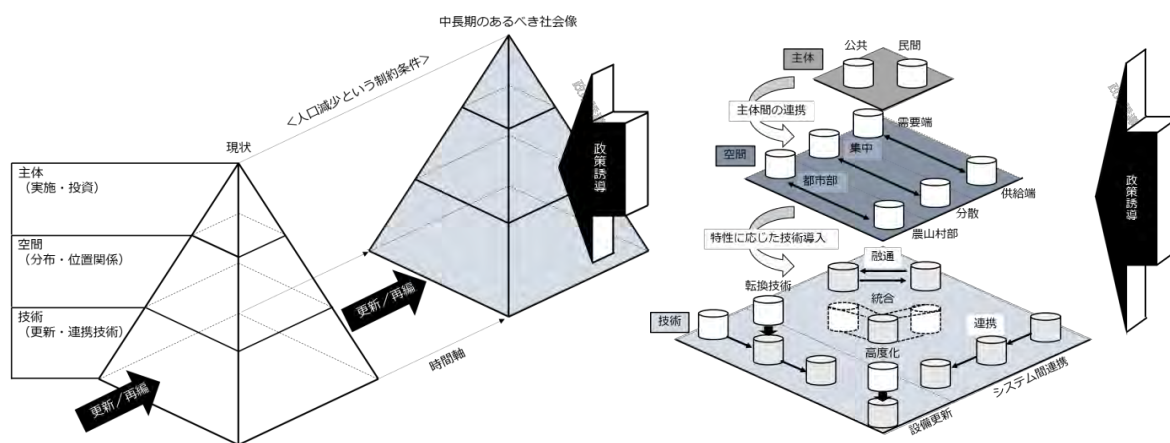 中長期のあるべき社会像
<人口減少という制約条件>
現状
主体
(実施・投資)
空間
(分布・位置関係)
技術
(更新・連携技術)
更新/再編
更新/再編
時間軸
政策誘導
公共
民間
主体
主体間の連携
需要端
集中
空間
都市部
供給端
分散
農山村部
特性に応じた技術導入
融通
転換技術
統合
技術
連携
高度化
システム間連携
設備更新
政策誘導